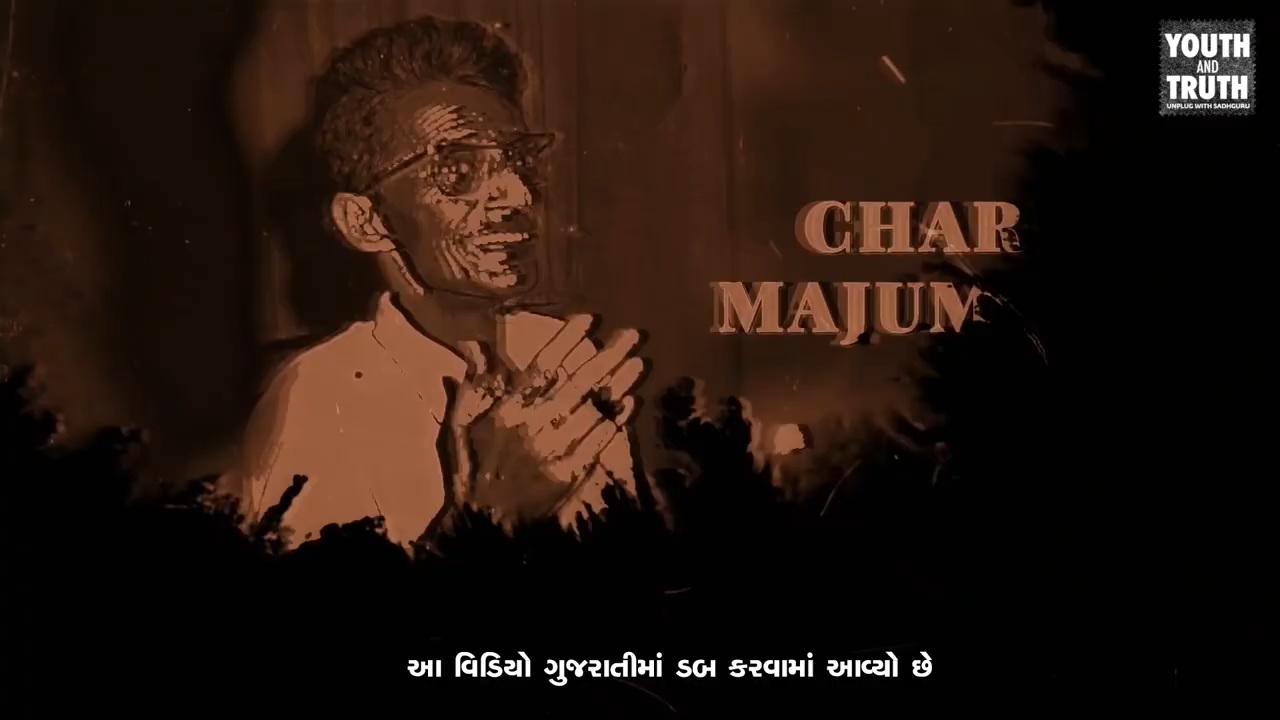 YOUTH
AND
TRUTH
UNPLUG WITH SADHGURU
CHAR
MAJUM
આ વિડિયો ગુજરાતીમાં ડબ કરવામાં આવ્યો છે